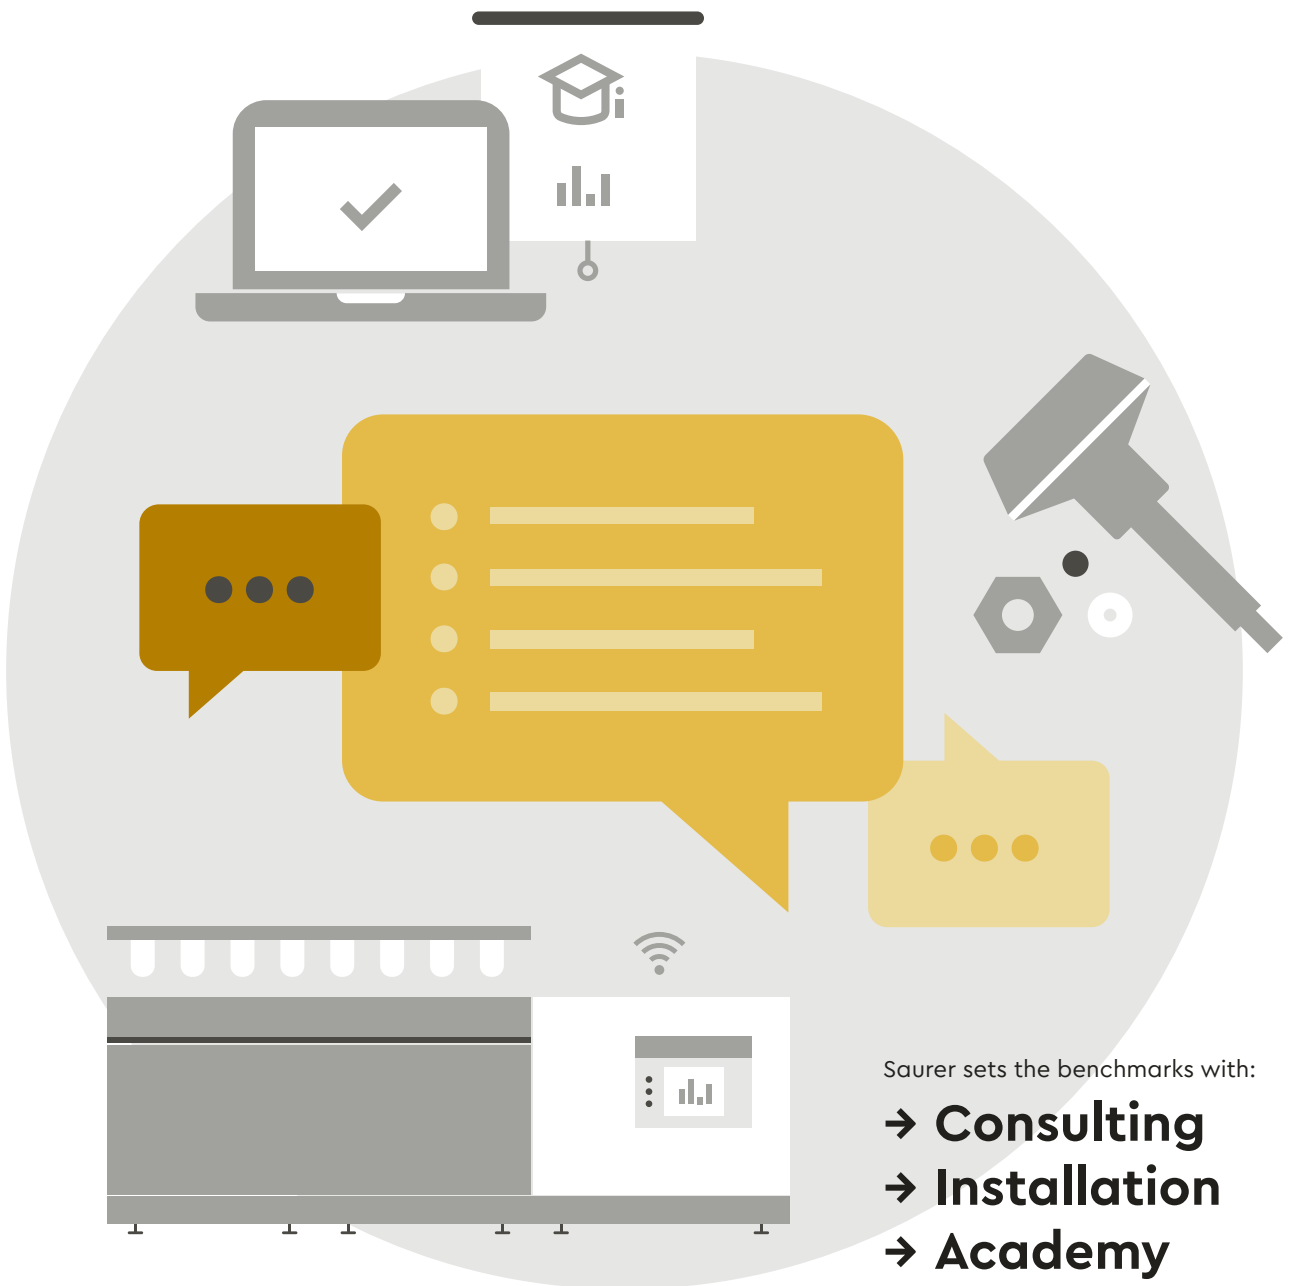 Saurer sets the benchmarks with:
→ Consulting
→ Installation
→ Academy